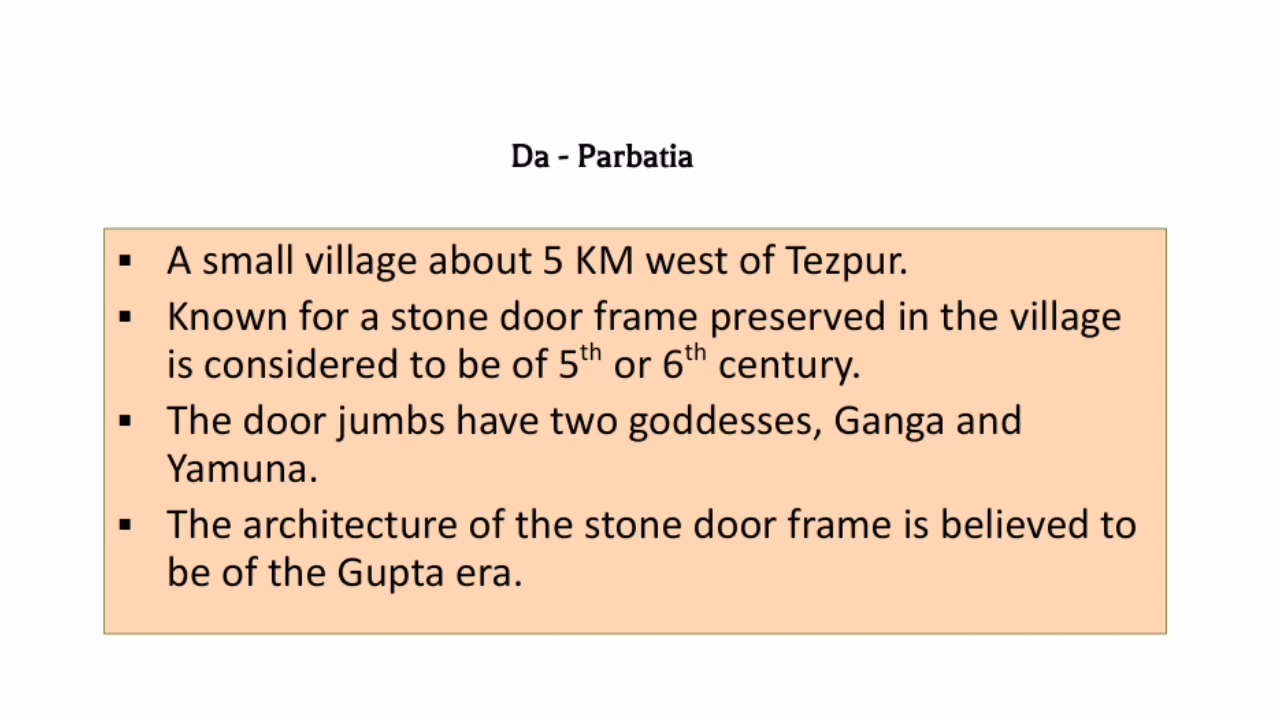 Da - Parbatia
▪ A small village about 5 KM west of Tezpur.
▪ Known for a stone door frame preserved in the village
is considered to be of 5th or 6th century.
▪ The door jumbs have two goddesses, Ganga and
Yamuna.
▪ The architecture of the stone door frame is believed to
be of the Gupta era.